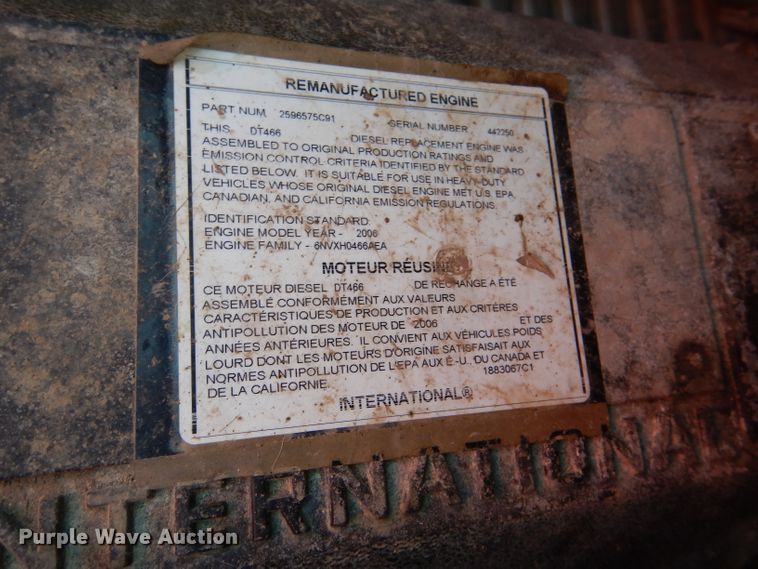 REMANUFACTURED ENGINE
PART NUM. 2596575C91 SERIAL NUMBER 442250
THIS DT466 DIESEL REPLACEMENT ENGINE WAS
ASSEMBLED TO ORIGINAL PRODUCTION RATINGS AND
EMISSION CONTROL CRITERIA IDENTIFIED BY THE STANDARD
LISTED BELOW. IT IS SUITABLE FOR USE IN HEAVY-DUTY
VEHICLES WHOSE ORIGINAL DIESEL ENGINE MET U.S. EPA,
CANADIAN, AND CALIFORNIA EMISSION REGULATIONS.
IDENTIFICATION STANDARD:
ENGINE MODEL YEAR - 2006
ENGINE FAMILY - 6NVXH0466AEA
MOTEUR RÉUSINÉ
CE MOTEUR DIESEL DT466 DE RECHANGE A ÉTÉ
ASSEMBLÉ CONFORMÉMENT AUX VALEURS
CARACTÉRISTIQUES DE PRODUCTION ET AUX CRITÈRES
ANTIPOLLUTION DES MOTEUR DE 2006 ET DES
ANNÉES ANTÉRIEURES. IL CONVIENT AUX VÉHICULES POIDS
LOURD DONT LES MOTEURS D'ORIGINE SATISFAISAIT AUX
NORMES ANTIPOLLUTION DE L'EPA AUX É.-U., DU CANADA ET
DE LA CALIFORNIE. 1883067C1
INTERNATIONAL®
INTERNATIONAL
Purple Wave Auction